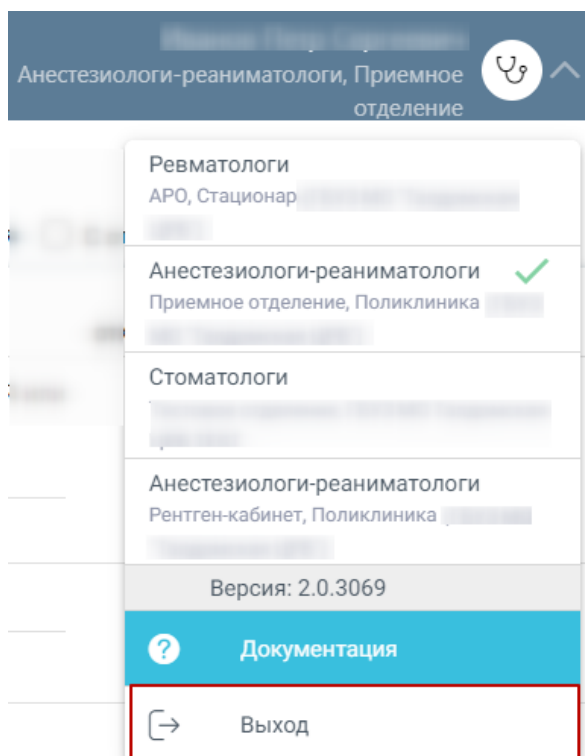 Анестезиологи-реаниматологи, Приемное
отделение
Ревматологи
АРО, Стационар
Анестезиологи-реаниматологи
Приемное отделение, Поликлиника
Стоматологи
Анестезиологи-реаниматологи
Рентген-кабинет, Поликлиника
Версия: 2.0.3069
Документация
Выход